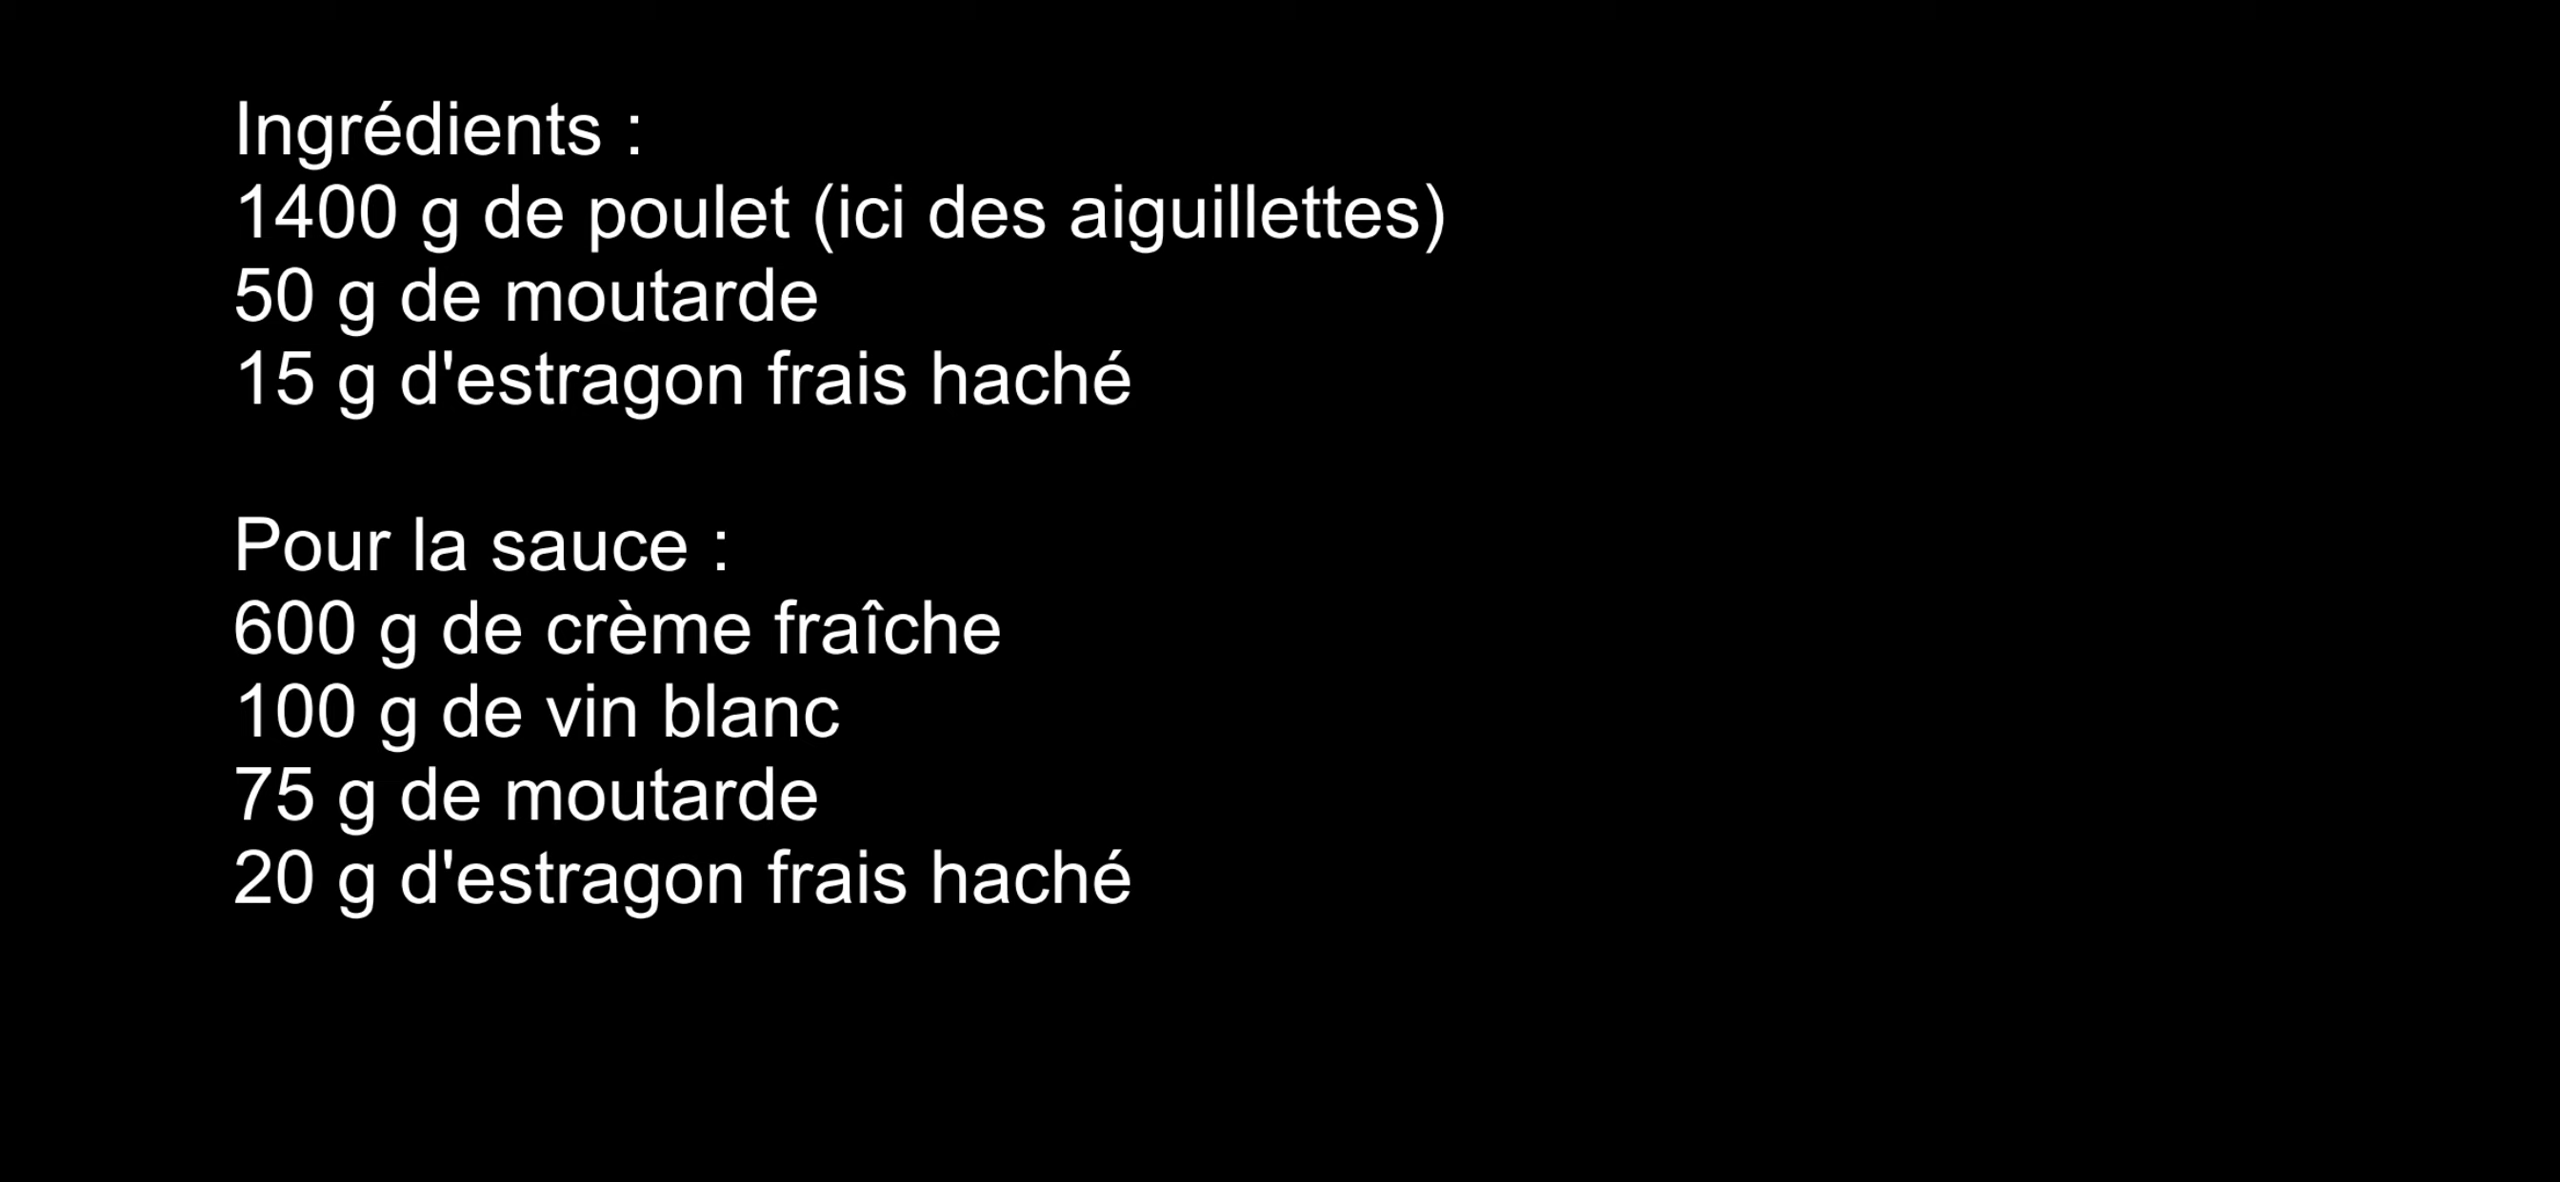 Ingrédients :
1400 g de poulet (ici des aiguillettes)
50 g de moutarde
15 g d'estragon frais haché
Pour la sauce :
600 g de crème fraîche
100 g de vin blanc
75 g de moutarde
20 g d'estragon frais haché